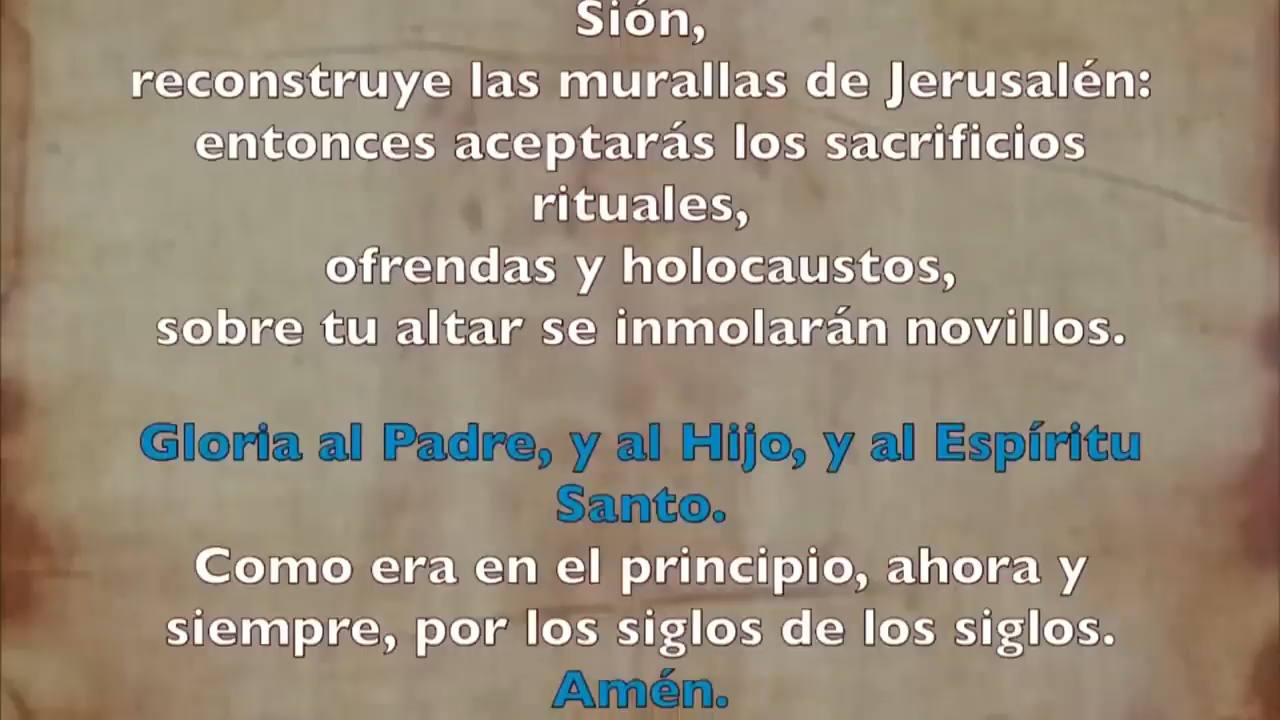 Sión,
reconstruye las murallas de Jerusalén:
entonces aceptarás los sacrificios
rituales,
ofrendas y holocaustos,
sobre tu altar se inmolarán novillos.
Gloria al Padre, y al Hijo, y al Espíritu
Santo.
Como era en el principio, ahora y
siempre, por los siglos de los siglos.
Amén.